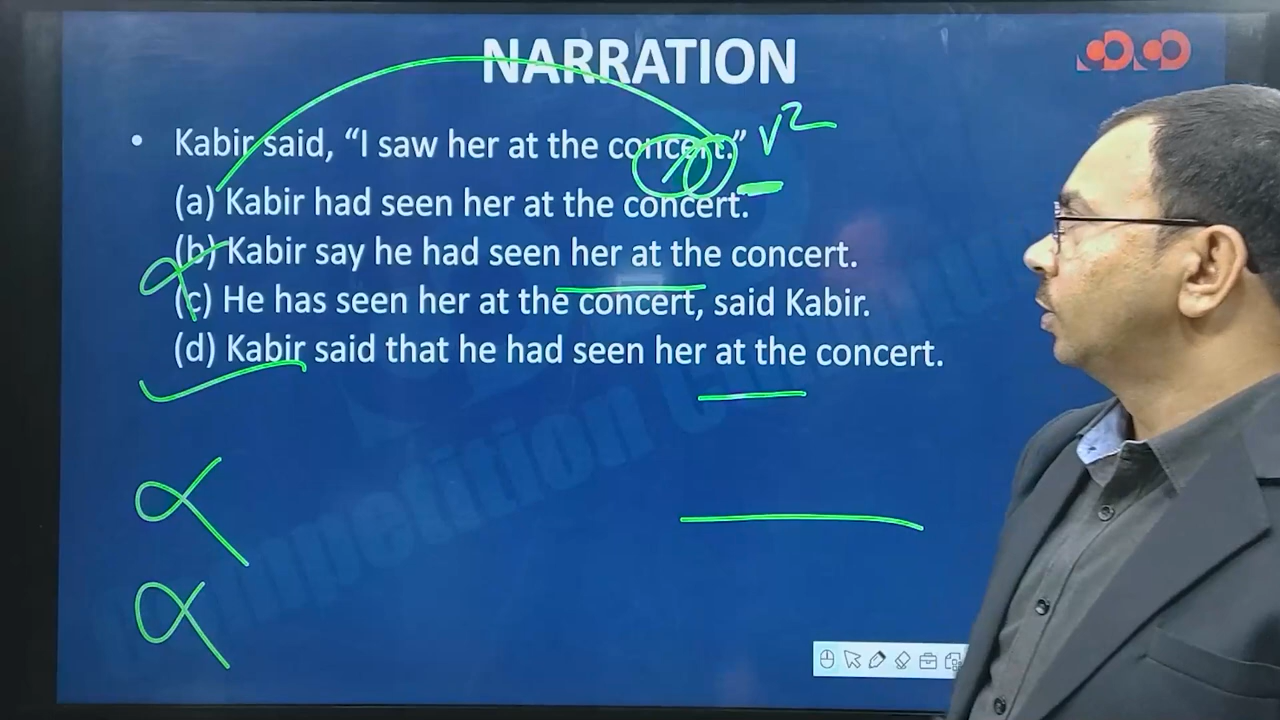 NARRATION
• Kabir said, “I saw her at the concert.” V2
(a) Kabir had seen her at the concert.
(b) Kabir say he had seen her at the concert.
(c) He has seen her at the concert, said Kabir.
(d) Kabir said that he had seen her at the concert.